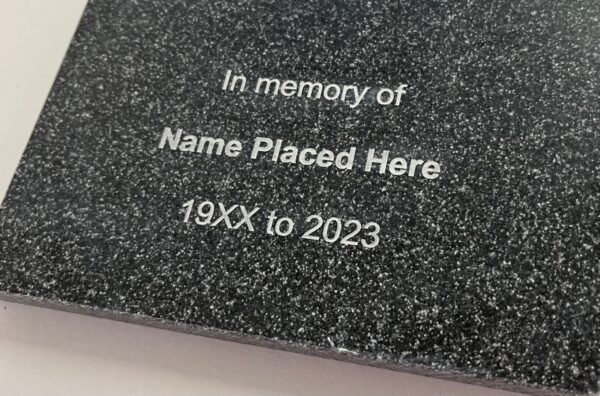 In memory of
Name Placed Here
19XX to 2023